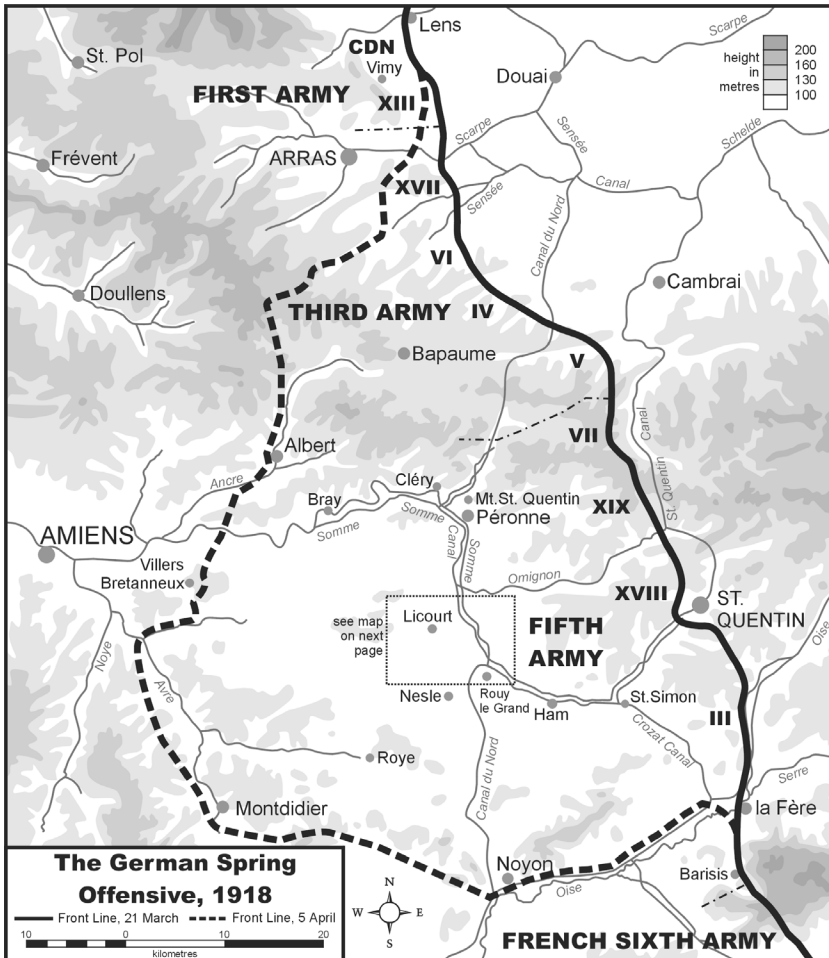 Lens
CDN
St. Pol
Vimy
Douai
Scarpe
height
in
metres
200
160
130
100
FIRST ARMY
XIII
Scarpe
Sensée
Schelde
Frévent
ARRAS
XVII
Sensée
Canal
Canal du Nord
VI
Cambrai
Doullens
THIRD ARMY
IV
Bapaume
V
VII
Canal
St. Quentin
Albert
Ancre
Cléry
Bray
Mt.St. Quentin
XIX
Somme
Péronne
Somme
AMIENS
Canal
Somme
Villers
Bretanneux
Omignon
XVIII
ST.
QUENTIN
see map
on next
page
Licourt
FIFTH
ARMY
Oise
Noye
Avre
Nesle
Rouy
le Grand
Ham
St.Simon
III
Crozat Canal
Roye
Canal du Nord
Serre
Montdidier
la Fère
Noyon
Oise
Barisis
The German Spring
Offensive, 1918
Front Line, 21 March
Front Line, 5 April
10
0
10
20
kilometres
N
W
E
S
FRENCH SIXTH ARMY